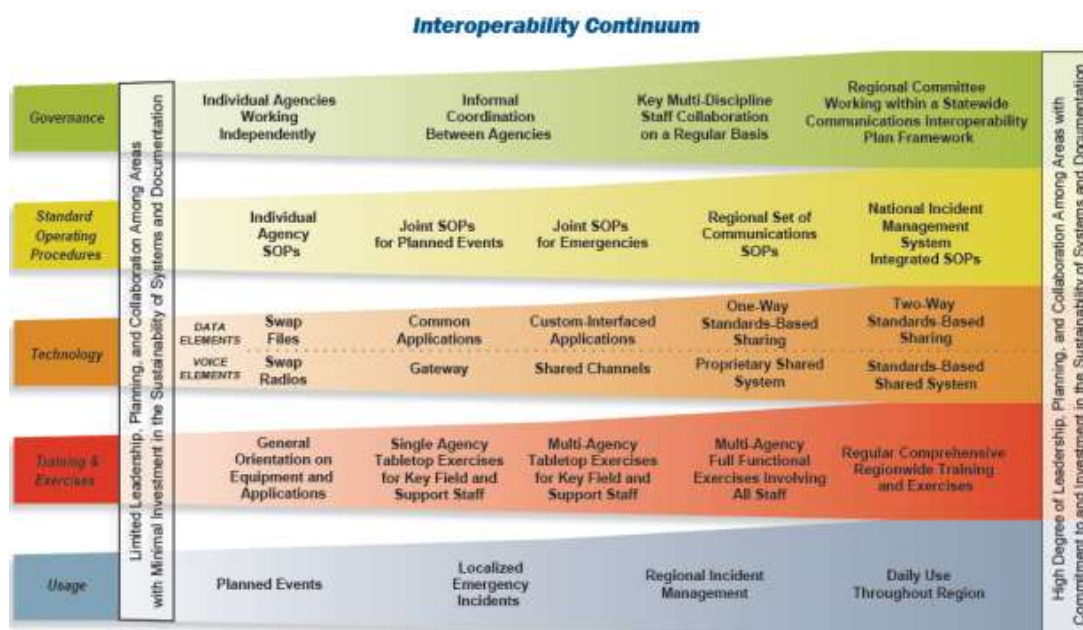 Interoperability Continuum
Limited Leadership, Planning, and Collaboration Among Areas
with Minimal Investment in the Sustainability of Systems and Documentation
Governance
Individual Agencies
Working
Independently
Informal
Coordination
Between Agencies
Key Multi-Discipline
Staff Collaboration
on a Regular Basis
Regional Committee
Working within a Statewide
Communications Interoperability
Plan Framework
Standard
Operating
Procedures
Individual
Agency
SOPs
Joint SOPs
for Planned Events
Joint SOPs
for Emergencies
Regional Set of
Communications
SOPs
National Incident
Management
System
Integrated SOPs
Technology
DATA
ELEMENTS
Swap
Files
Common
Applications
Custom-Interfaced
Applications
One-Way
Standards-Based
Sharing
Two-Way
Standards-Based
Sharing
VOICE
ELEMENTS
Swap
Radios
Gateway
Shared Channels
Proprietary Shared
System
Standards-Based
Shared System
Training &
Exercises
General
Orientation on
Equipment and
Applications
Single Agency
Tabletop Exercises
for Key Field and
Support Staff
Multi-Agency
Tabletop Exercises
for Key Field and
Support Staff
Multi-Agency
Full Functional
Exercises Involving
All Staff
Regular Comprehensive
Regionwide Training
and Exercises
Usage
Planned Events
Localized
Emergency
Incidents
Regional Incident
Management
Daily Use
Throughout Region
High Degree of Leadership, Planning, and Collaboration Among Areas with
Commitment to and Investment in the Sustainability of Systems and Documentation